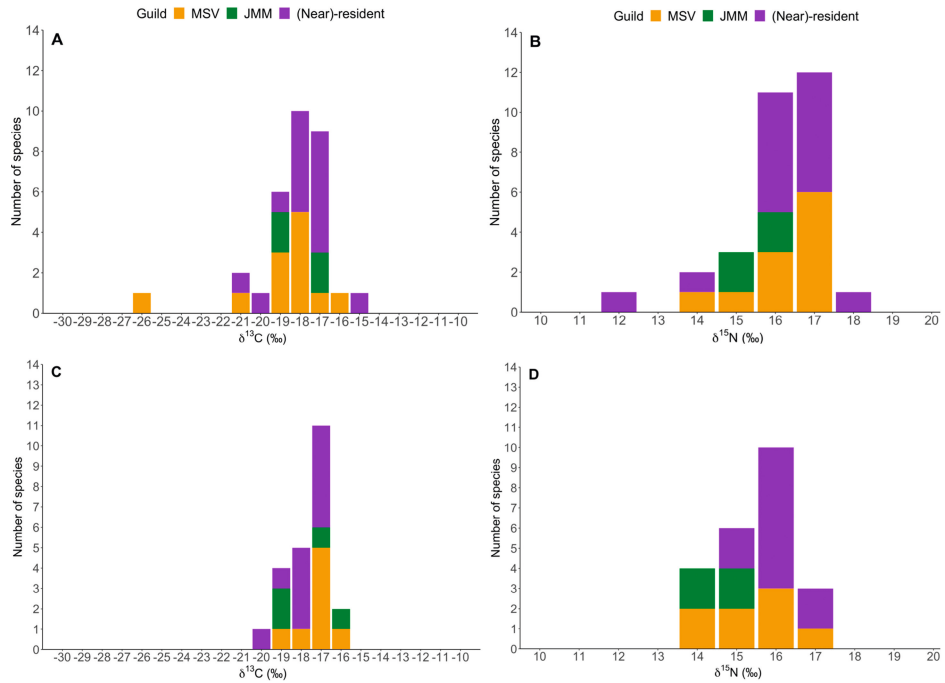 Guild MSV JMM (Near)-resident
A
Number of species
14
12
10
8
6
4
2
0
-30 -29 -28 -27 -26 -25 -24 -23 -22 -21 -20 -19 -18 -17 -16 -15 -14 -13 -12 -11 -10
δ13C (‰)
Guild MSV JMM (Near)-resident
B
Number of species
14
12
10
8
6
4
2
0
10 11 12 13 14 15 16 17 18 19 20
δ15N (‰)
C
Number of species
14
13
12
11
10
9
8
7
6
5
4
3
2
1
0
-30 -29 -28 -27 -26 -25 -24 -23 -22 -21 -20 -19 -18 -17 -16 -15 -14 -13 -12 -11 -10
δ13C (‰)
D
Number of species
14
13
12
11
10
9
8
7
6
5
4
3
2
1
0
10 11 12 13 14 15 16 17 18 19 20
δ15N (‰)